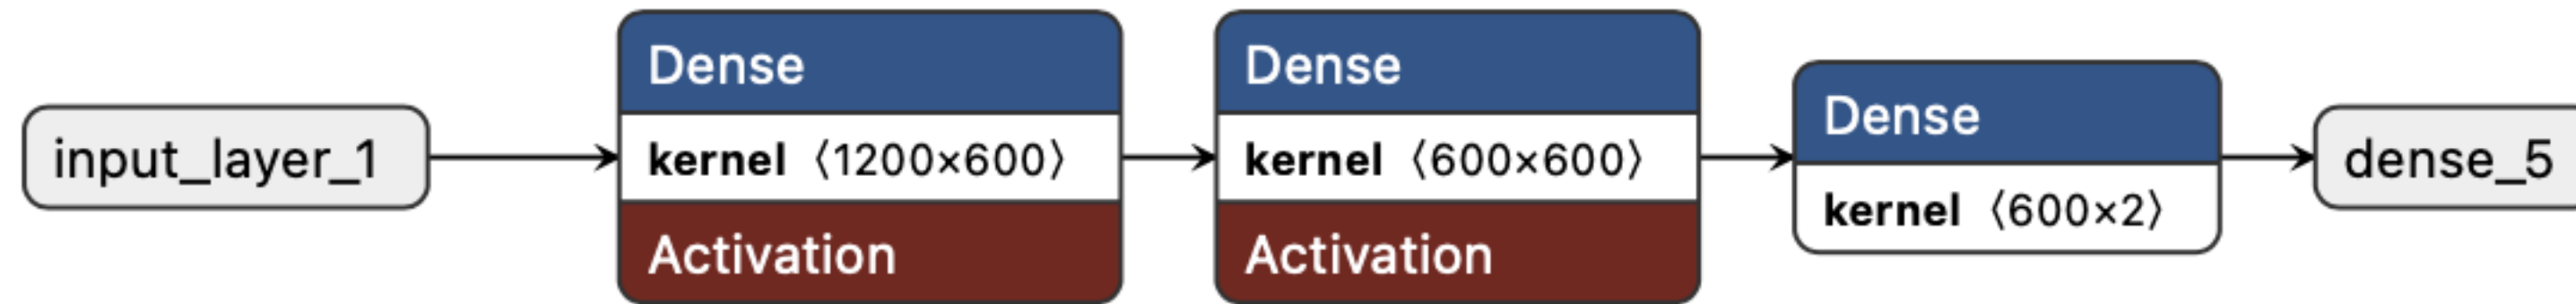 input_layer_1
Dense
kernel ⟨1200×600⟩
Activation
Dense
kernel ⟨600×600⟩
Activation
Dense
kernel ⟨600×2⟩
dense_5